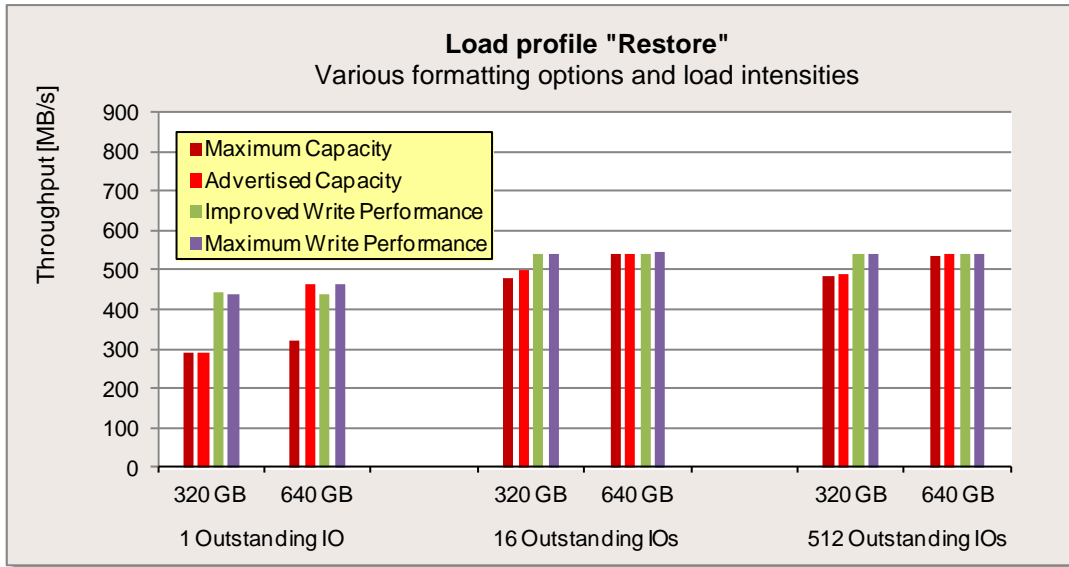 Load profile "Restore"
Various formatting options and load intensities
Throughput [MB/s]
900
800
700
600
500
400
300
200
100
0
Maximum Capacity
Advertised Capacity
Improved Write Performance
Maximum Write Performance
320 GB 640 GB 320 GB 640 GB 320 GB 640 GB
1 Outstanding IO 16 Outstanding IOs 512 Outstanding IOs